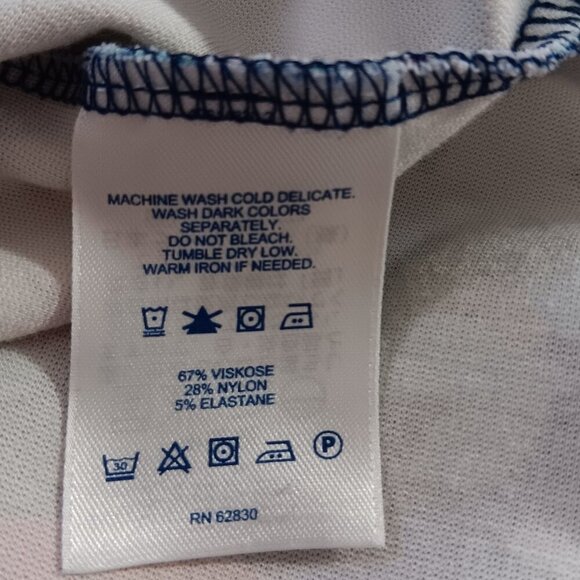 MACHINE WASH COLD DELICATE.
WASH DARK COLORS
SEPARATELY.
DO NOT BLEACH.
TUMBLE DRY LOW.
WARM IRON IF NEEDED.
67% VISKOSE
28% NYLON
5% ELASTANE
30
P
RN 62830